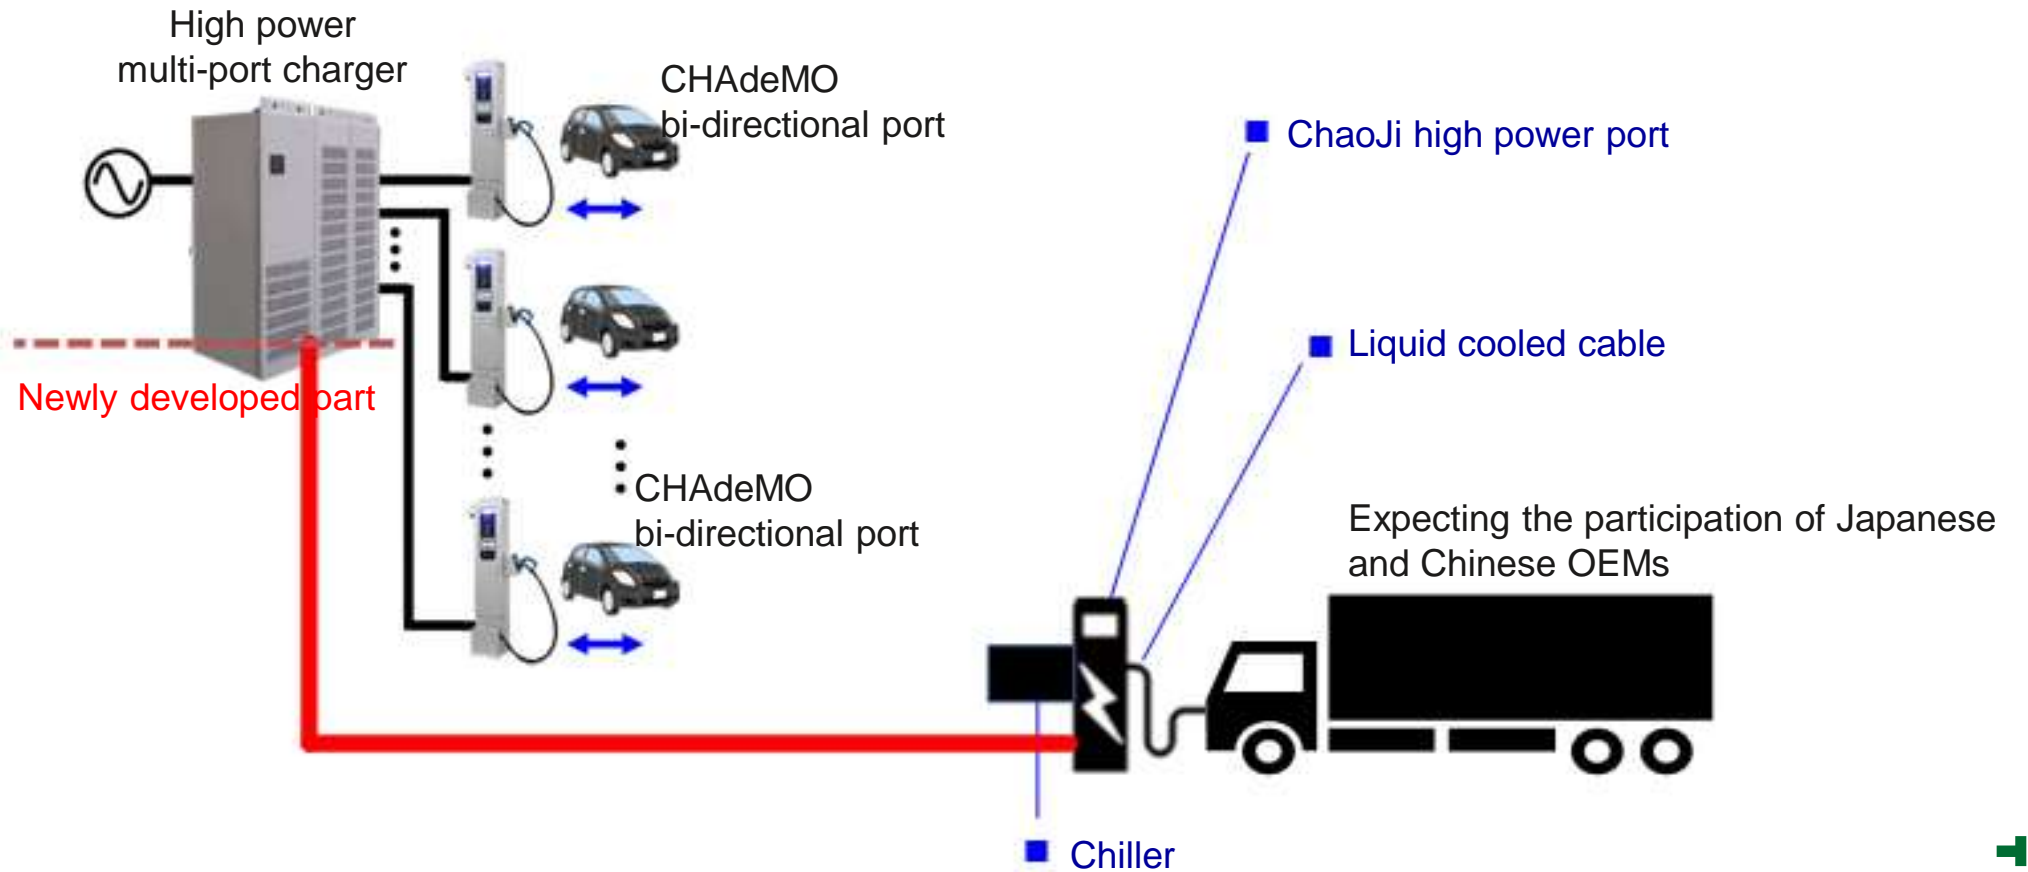 High power
multi-port charger
CHAdeMO
bi-directional port
ChaoJi high power port
Liquid cooled cable
Newly developed part
CHAdeMO
bi-directional port
Expecting the participation of Japanese
and Chinese OEMs
Chiller